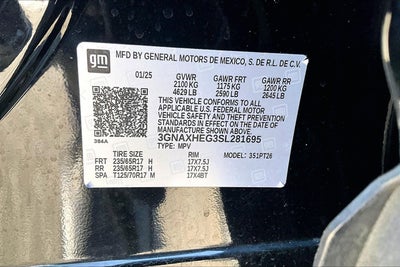 gm MFD BY GENERAL MOTORS DE MEXICO, S. DE R.L. DE C.V.
01/25 GVWR GAWR FRT GAWR RR
2100 KG 1175 KG 1200 KG
4629 LB 2590 LB 2645 LB
THIS VEHICLE CONFORMS TO ALL
APPLICABLE U.S. FEDERAL MOTOR
VEHICLE SAFETY AND THEFT PREVENTION
STANDARDS IN EFFECT ON THE DATE OF
MANUFACTURE SHOWN ABOVE.
384A 3GNAXHEG3SL281695
TYPE: MPV MODEL: 351PT26
TIRE SIZE RIM
FRT 235/65R17 H 17X7.5J
RR 235/65R17 H 17X7.5J
SPA T125/70R17 M 17X4BT